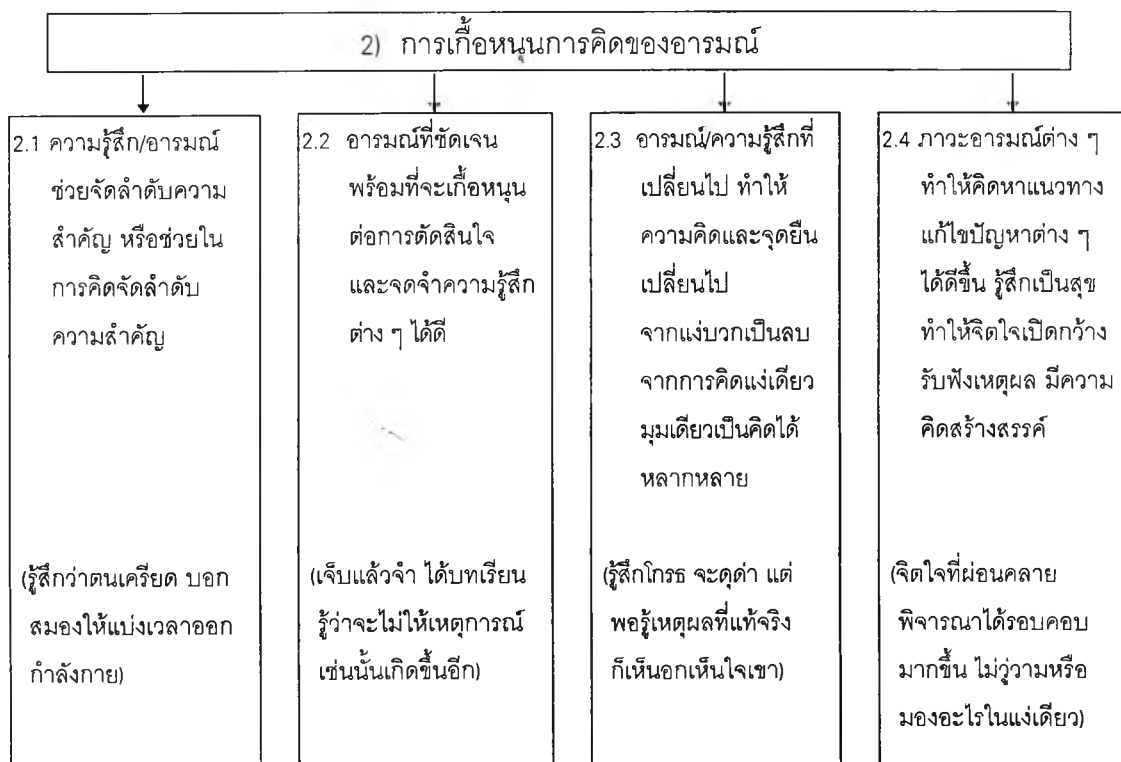 2) การเกื้อหนุนการคิดของอารมณ์
2.1 ความรู้สึก/อารมณ์
ช่วยจัดลำดับความ
สำคัญ หรือช่วยใน
การคิดจัดลำดับ
ความสำคัญ
(รู้สึกว่าตนเครียด บอก
สมองให้แบ่งเวลาออก
กำลังกาย)
2.2 อารมณ์ที่ชัดเจน
พร้อมที่จะเกื้อหนุน
ต่อการตัดสินใจ
และจดจำความรู้สึก
ต่าง ๆ ได้ดี
(เจ็บแล้วจำ ได้บทเรียน
รู้ว่าจะไม่ให้เหตุการณ์
เช่นนั้นเกิดขึ้นอีก)
2.3 อารมณ์/ความรู้สึกที่
เปลี่ยนไป ทำให้
ความคิดและจุดยืน
เปลี่ยนไป
จากแง่บวกเป็นลบ
จากการคิดแง่เดียว
มุมเดียวเป็นคิดได้
หลากหลาย
(รู้สึกโกรธ จะดุด่า แต่
พอรู้เหตุผลที่แท้จริง
ก็เห็นอกเห็นใจเขา)
2.4 ภาวะอารมณ์ต่าง ๆ
ทำให้คิดหาแนวทาง
แก้ไขปัญหาต่าง ๆ
ได้ดีขึ้น รู้สึกเป็นสุข
ทำให้จิตใจเปิดกว้าง
รับฟังเหตุผล มีความ
คิดสร้างสรรค์
(จิตใจที่ผ่อนคลาย
พิจารณาได้รอบคอบ
มากขึ้น ไม่วู่วามหรือ
มองอะไรในแง่เดียว)